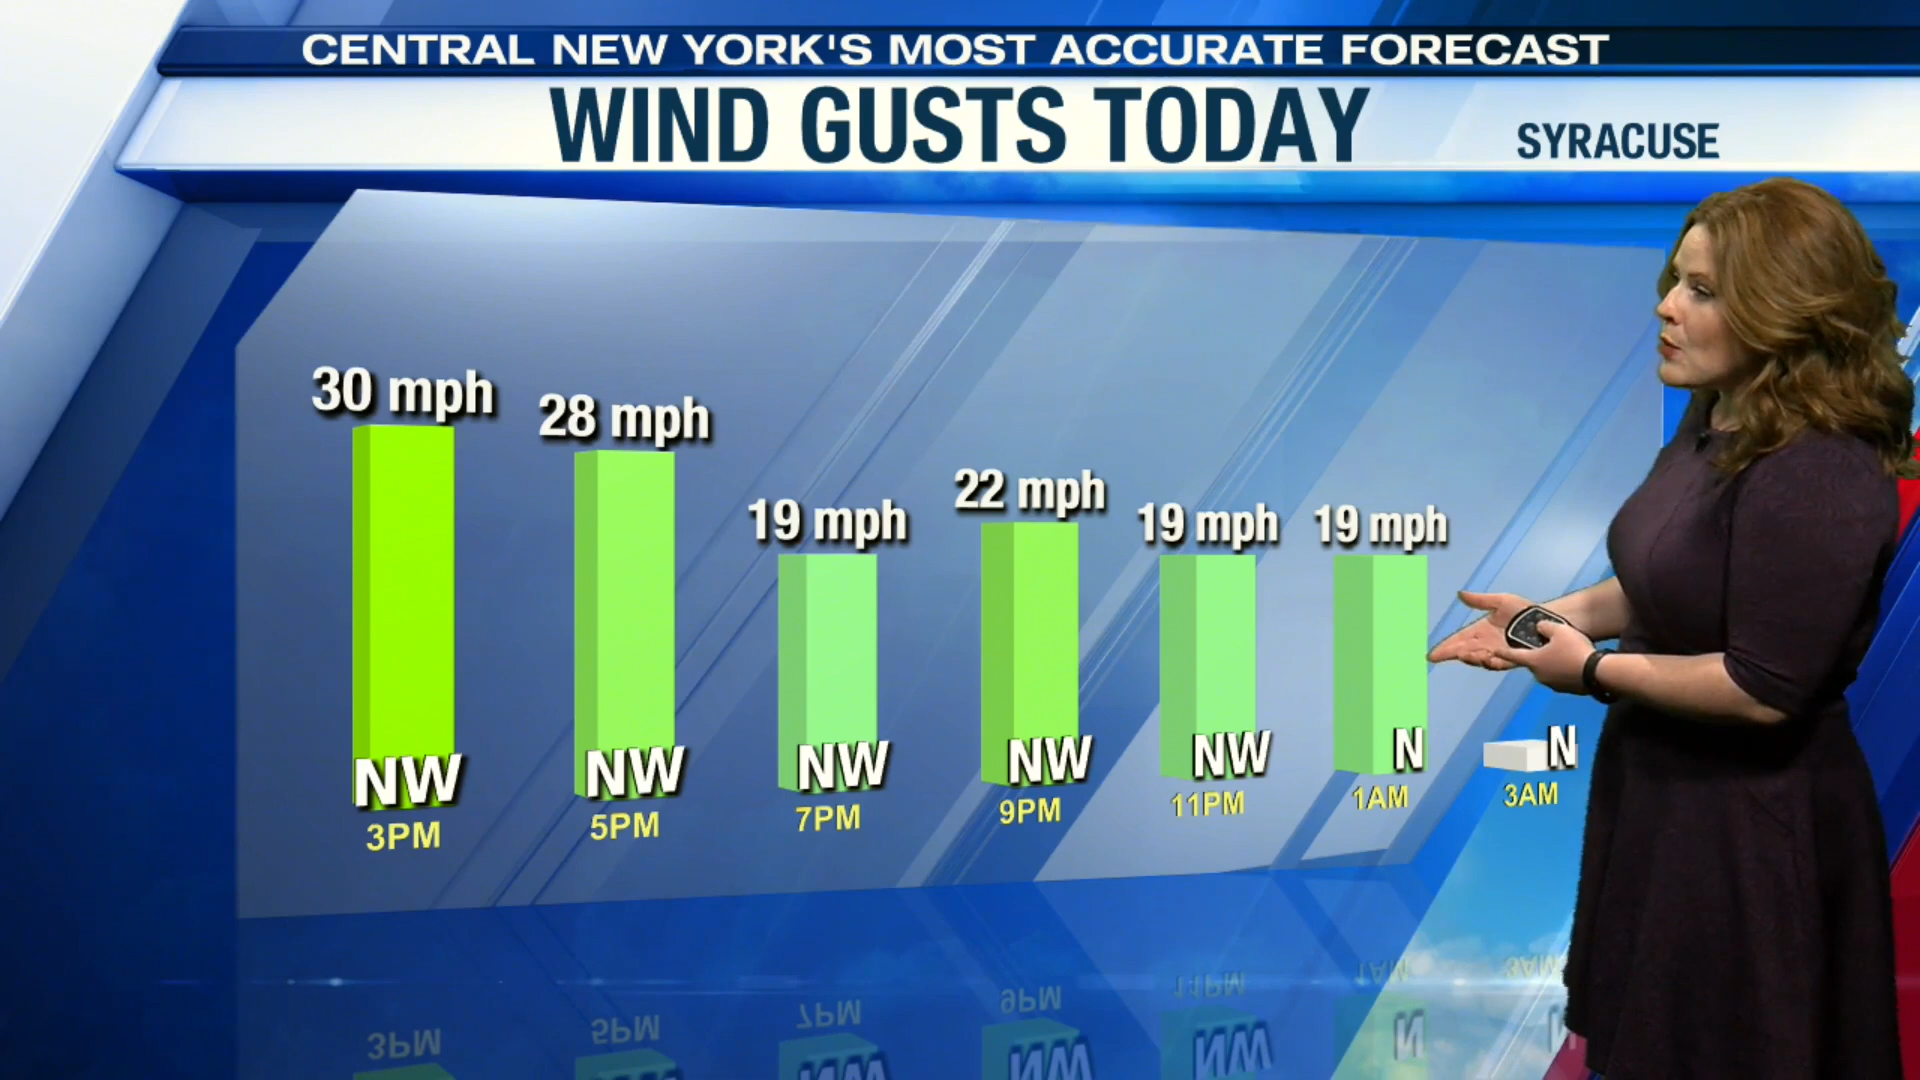 CENTRAL NEW YORK'S MOST ACCURATE FORECAST
WIND GUSTS TODAY
SYRACUSE
30 mph
28 mph
19 mph
22 mph
19 mph
19 mph
NW
NW
NW
NW
NW
N
N
3PM
5PM
7PM
9PM
11PM
1AM
3AM